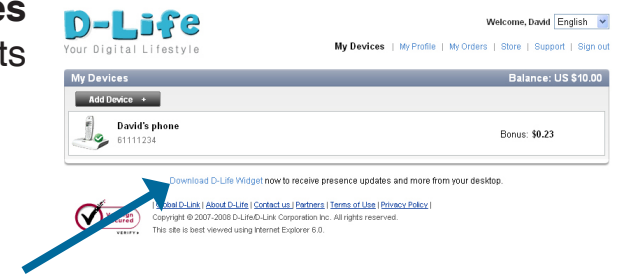 es
ts
D-Life
Your Digital Lifestyle
Welcome, David English
My Devices | My Profile | My Orders | Store | Support | Sign out
My Devices Balance: US $10.00
Add Device +
David's phone
61111234
Bonus: $0.23
Download D-Life Widget now to receive presence updates and more from your desktop.
| Global D-Link | About D-Life | Contact us | Partners | Terms of Use | Privacy Policy |
Copyright © 2007-2008 D-Life/D-Link Corporation Inc. All rights reserved.
This site is best viewed using Internet Explorer 6.0.
VERIFY